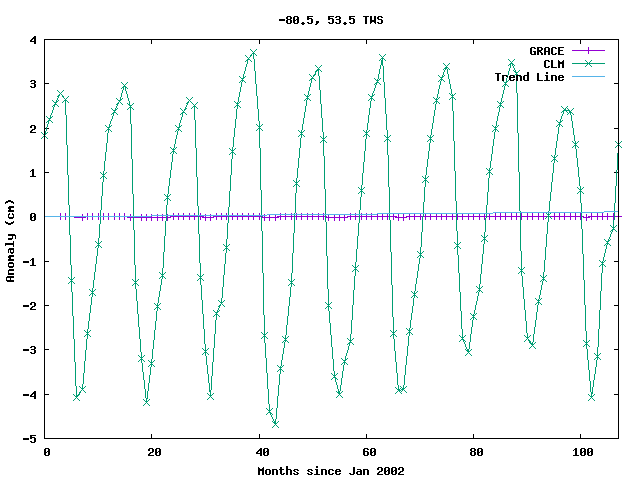 -80.5, 53.5 TWS
GRACE
CLM
Trend Line
4
3
2
1
0
-1
-2
-3
-4
-5
Anomaly (cm)
0 20 40 60 80 100
Months since Jan 2002